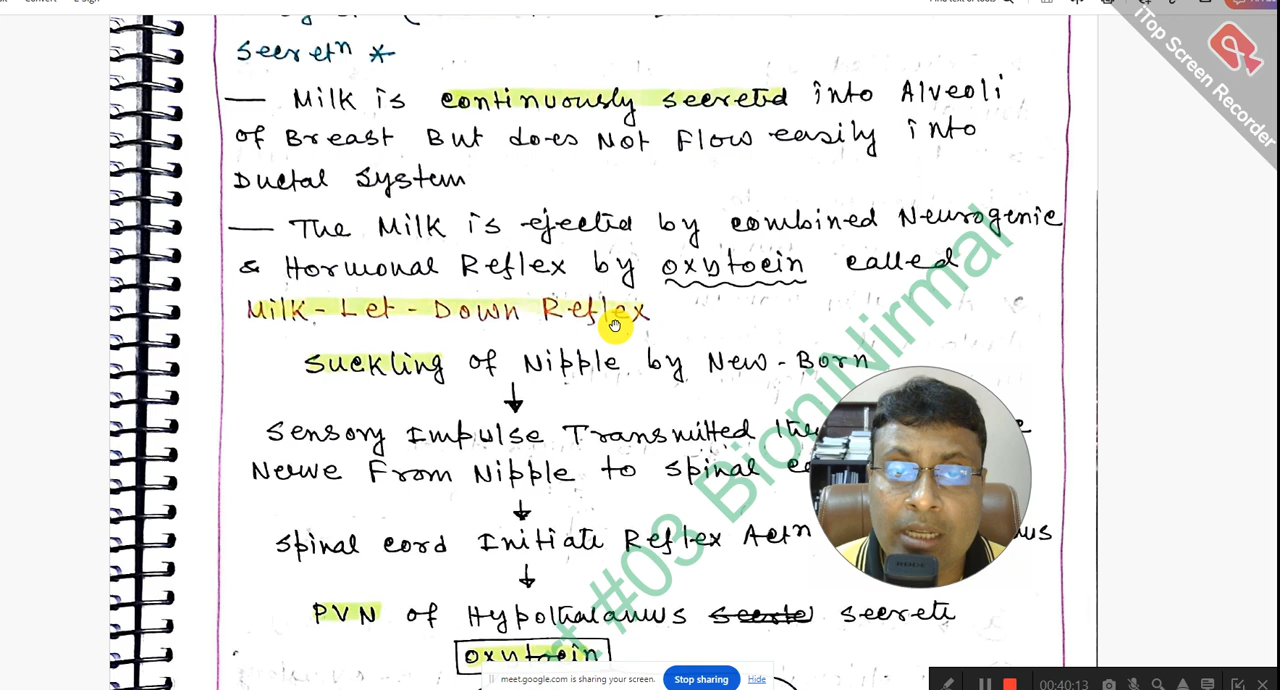 Secretn *
— Milk is continuously secreted into Alveoli
of Breast But does Not Flow easily into
Ductal System
— The Milk is ejected by combined Neurogenic
& Hormonal Reflex by oxytocin called
Milk-Let-Down Reflex
Suckling of Nipple by New-Born
Sensory Impulse Transmitted
Nerve From Nipple to spinal
Spinal cord Initiate Reflex Actn
PVN of Hypothalamus secrete
oxytocin
#03 BioniNirmal
iTop Screen Recorder
RODE
meet.google.com is sharing your screen. Stop sharing Hide
00:40:13